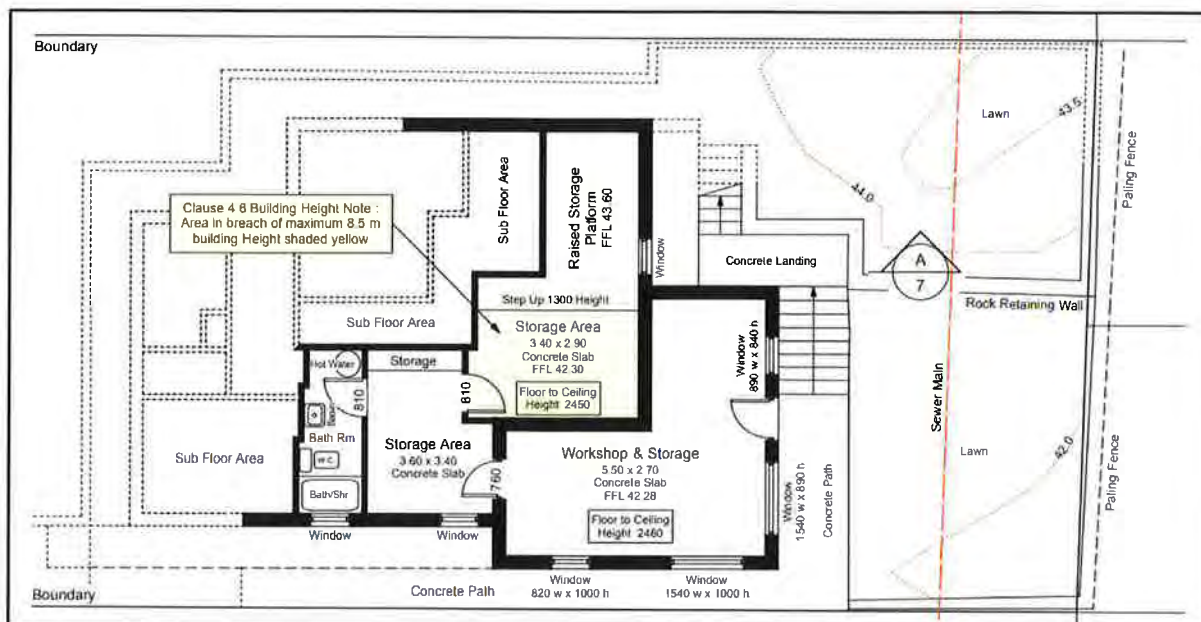 Boundary
Lawn
43.5
Paling Fence
44.0
Clause 4 6 Building Height Note :
Area in breach of maximum 8.5 m
building Height shaded yellow
Sub Floor Area
Raised Storage
Platform
FFL 43 60
Window
Concrete Landing
A
7
Rock Retaining Wall
Step Up 1300 Height
Sub Floor Area
Storage Area
3 40 x 2.90
Concrete Slab
FFL 42.30
Floor to Ceiling
Height 2450
Window
890 w x 840 h
Hot Water
Storage
810
810
Basin
Bath Rm
W.C.
Bath/Shr
Sub Floor Area
Storage Area
3 60 x 3.40
Concrete Slab
760
Workshop & Storage
5.50 x 2.70
Concrete Slab
FFL 42.28
Floor to Ceiling
Height 2460
Window
1540 w x 890 h
Concrete Path
Sewer Main
Lawn
42.0
Paling Fence
Window
Window
Concrete Path
Window
820 w x 1000 h
Window
1540 w x 1000 h
Boundary